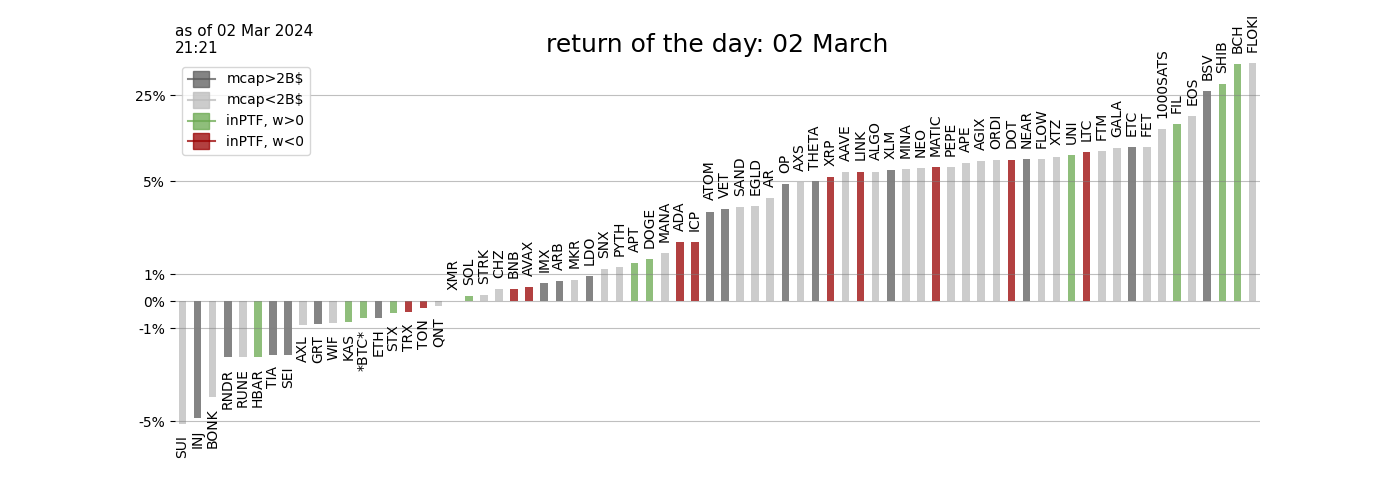 as of 02 Mar 2024
21:21
return of the day: 02 March
mcap>2B$
mcap<2B$
inPTF, w>0
inPTF, w<0
25%
5%
1%
0%
-1%
-5%
SUI
INJ
BONK
RNDR
RUNE
HBAR
TIA
SEI
AXL
GRT
WIF
KAS
*BTC*
ETH
STX
TRX
TON
QNT
XMR
SOL
STRK
CHZ
BNB
AVAX
IMX
ARB
MKR
LDO
SNX
PYTH
APT
DOGE
MANA
ADA
ICP
ATOM
VET
SAND
EGLD
AR
OP
AXS
THETA
XRP
AAVE
LINK
ALGO
XLM
MINA
NEO
MATIC
PEPE
APE
AGIX
ORDI
DOT
NEAR
FLOW
XTZ
UNI
LTC
FTM
GALA
ETC
FET
1000SATS
FIL
EOS
BSV
SHIB
BCH
FLOKI